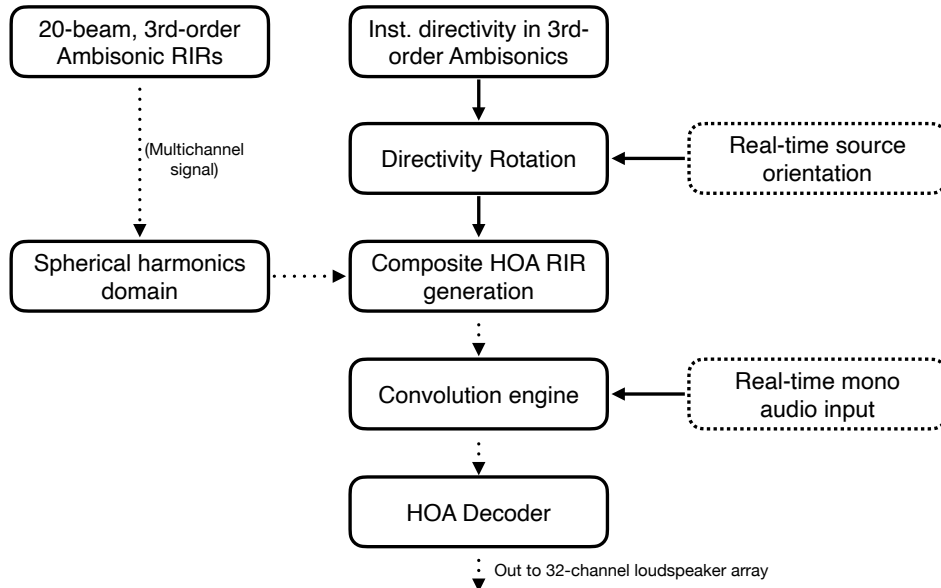 20-beam, 3rd-order
Ambisonic RIRs
Inst. directivity in 3rd-
order Ambisonics
(Multichannel
signal)
Directivity Rotation
Real-time source
orientation
Spherical harmonics
domain
Composite HOA RIR
generation
Convolution engine
Real-time mono
audio input
HOA Decoder
Out to 32-channel loudspeaker array